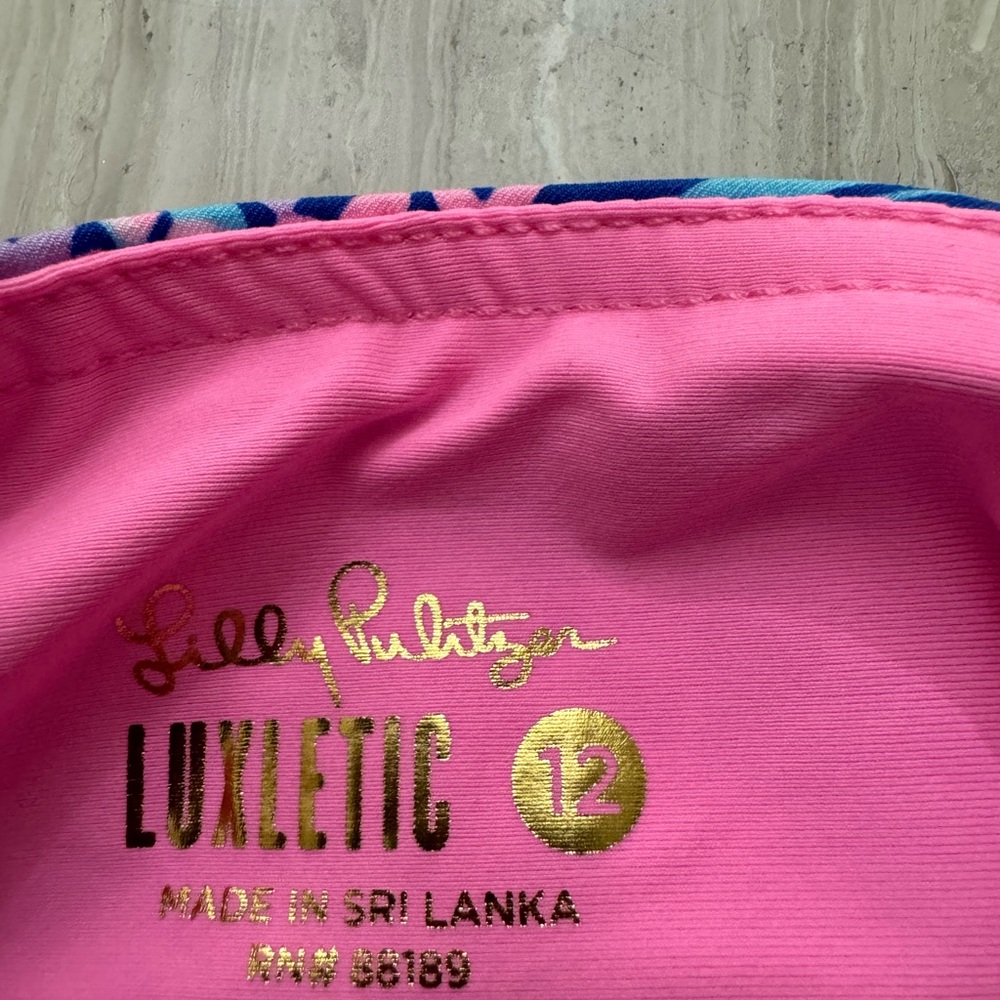 Lilly Pulitzer
LUXLETIC 12
MADE IN SRI LANKA
RN# 88189